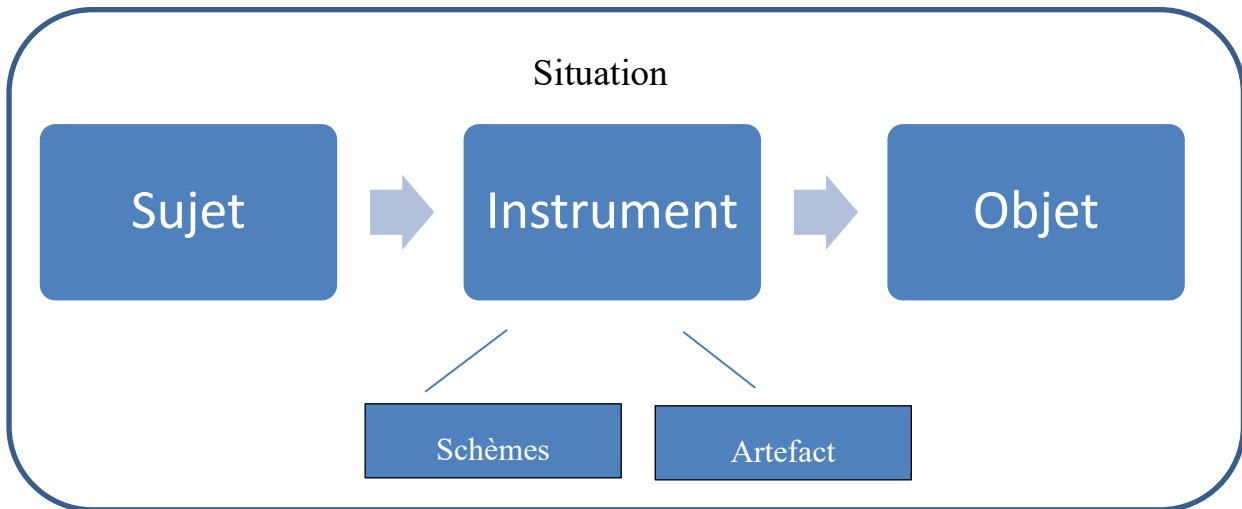 Situation
Sujet
Instrument
Objet
Schèmes
Artefact